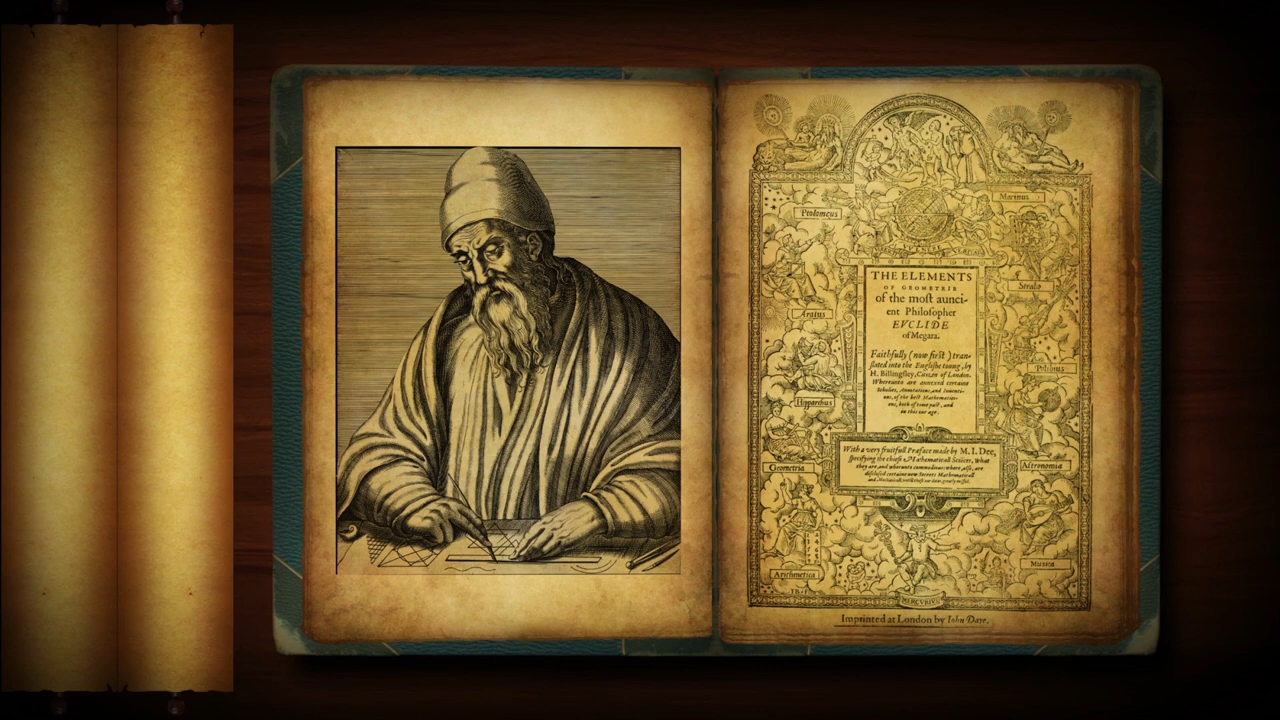 Ptolomeus
Marinus
Aratus
Strabo
Hipparchus
Polibius
THE ELEMENTS
OF GEOMETRIE
of the moſt aunci-
ent Philoſopher
EVCLIDE
of Megara.
Faithfully (now firſt) tran-
ſlated into the Engliſhe toung, by
H. Billingſley, Citizen of London.
Whereunto are annexed certaine
Scholies, Annotations, and Inuenti-
ons, of the beſt Mathematici-
ens, both of time paſt, and
in this our age.
With a very fruitfull Præface made by M. I. Dee,
ſpecifying the chiefe Mathematicall Sciẽces, what
they are, and wherunto commodious: where, alſo, are
diſcloſed certaine new Secrets Mathematicall
Geometria
Astronomia
Arithmetica
Musica
MERCVRIVS
Imprinted at London by Iohn Daye.